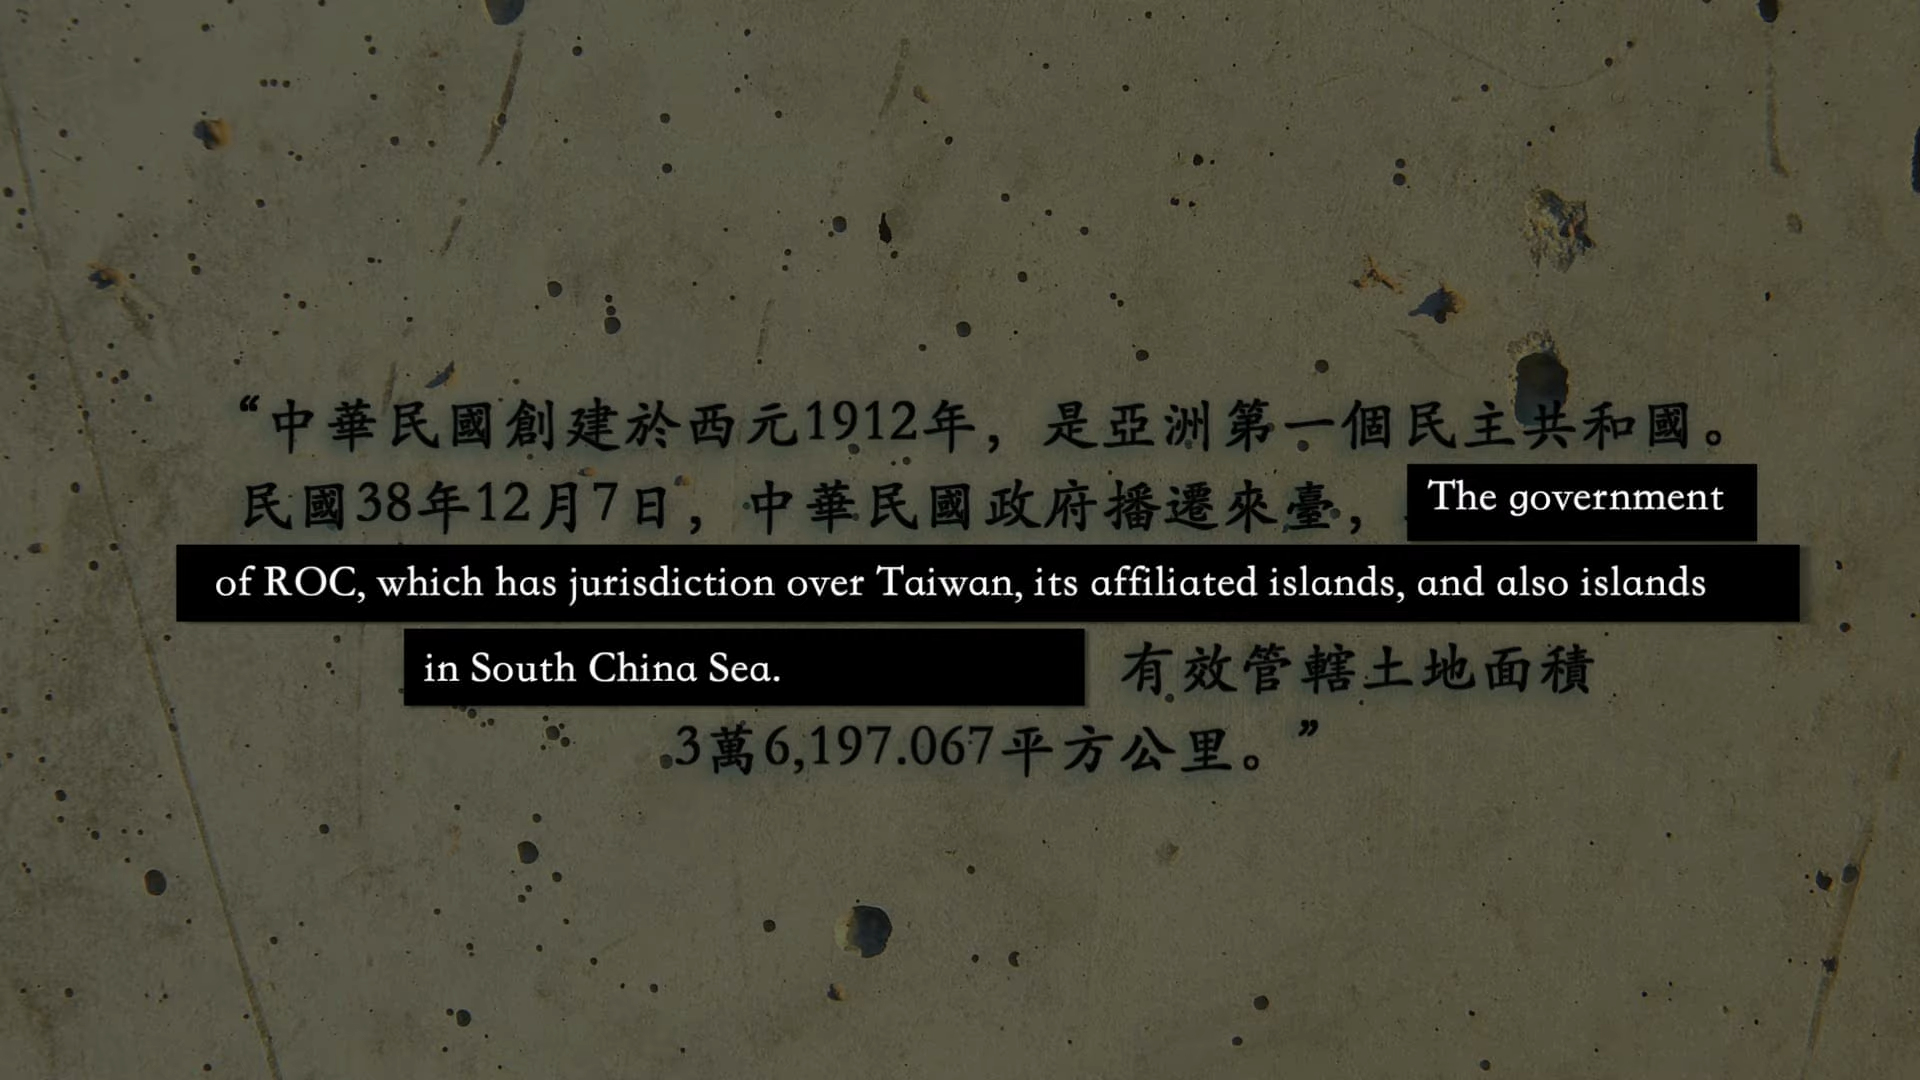 “中華民國創建於西元1912年，是亞洲第一個民主共和國。
民國38年12月7日，中華民國政府播遷來臺，The government
of ROC, which has jurisdiction over Taiwan, its affiliated islands, and also islands
in South China Sea. 有效管轄土地面積
3萬6,197.067平方公里。”